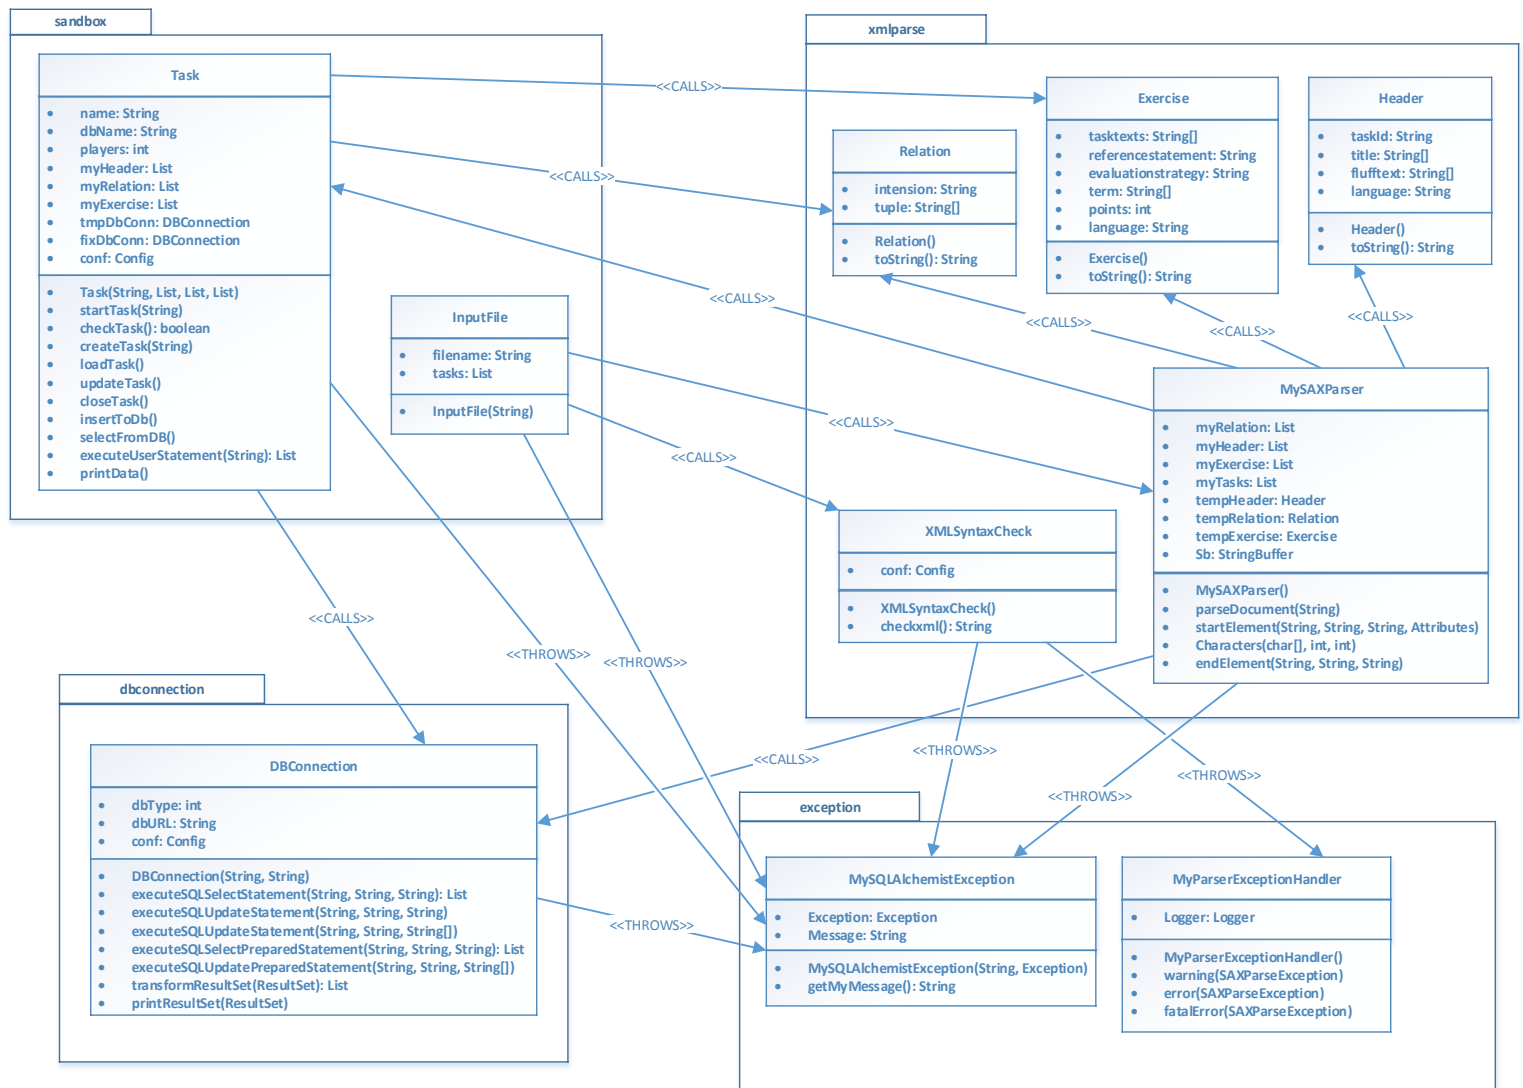 sandbox
Task
name: String
dbName: String
players: int
myHeader: List
myRelation: List
myExercise: List
tmpDbConn: DBConnection
fixDbConn: DBConnection
conf: Config
Task(String, List, List, List)
startTask(String)
checkTask(): boolean
createTask(String)
loadTask()
updateTask()
closeTask()
insertToDb()
selectFromDB()
executeUserStatement(String): List
printData()
InputFile
filename: String
tasks: List
InputFile(String)
<<CALLS>>
<<CALLS>>
<<CALLS>>
<<CALLS>>
<<CALLS>>
xmlparse
Relation
intension: String
tuple: String[]
Relation()
toString(): String
Exercise
tasktexts: String[]
referencestatement: String
evaluationstrategy: String
term: String[]
points: int
language: String
Exercise()
toString(): String
Header
taskId: String
title: String[]
flufftext: String[]
language: String
Header()
toString(): String
<<CALLS>>
<<CALLS>>
<<CALLS>>
MySAXParser
myRelation: List
myHeader: List
myExercise: List
myTasks: List
tempHeader: Header
tempRelation: Relation
tempExercise: Exercise
Sb: StringBuffer
MySAXParser()
parseDocument(String)
startElement(String, String, String, Attributes)
Characters(char[], int, int)
endElement(String, String, String)
XMLSyntaxCheck
conf: Config
XMLSyntaxCheck()
checkxml(): String
<<CALLS>>
<<THROWS>>
<<THROWS>>
<<CALLS>>
<<THROWS>>
<<THROWS>>
<<THROWS>>
dbconnection
DBConnection
dbType: int
dbURL: String
conf: Config
DBConnection(String, String)
executeSQLSelectStatement(String, String, String): List
executeSQLUpdateStatement(String, String, String)
executeSQLUpdateStatement(String, String, String[])
executeSQLSelectPreparedStatement(String, String, String): List
executeSQLUpdatePreparedStatement(String, String, String[])
transformResultSet(ResultSet): List
printResultSet(ResultSet)
<<THROWS>>
exception
MySQLAlchemistException
Exception: Exception
Message: String
MySQLAlchemistException(String, Exception)
getMyMessage(): String
MyParserExceptionHandler
Logger: Logger
MyParserExceptionHandler()
warning(SAXParseException)
error(SAXParseException)
fatalError(SAXParseException)